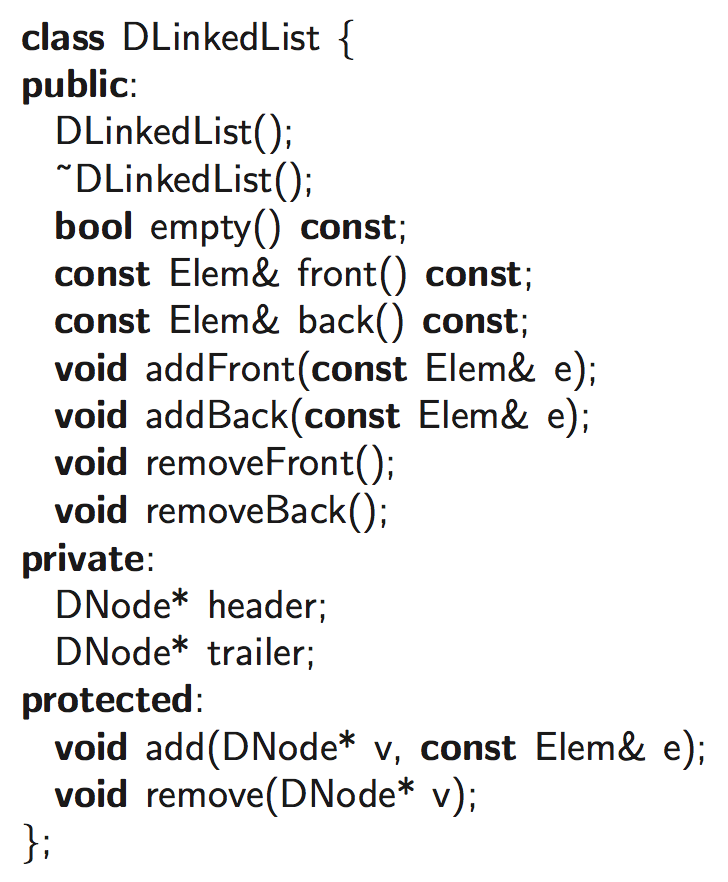 class DLinkedList {
public:
DLinkedList();
~DLinkedList();
bool empty() const;
const Elem& front() const;
const Elem& back() const;
void addFront(const Elem& e);
void addBack(const Elem& e);
void removeFront();
void removeBack();
private:
DNode* header;
DNode* trailer;
protected:
void add(DNode* v, const Elem& e);
void remove(DNode* v);
};